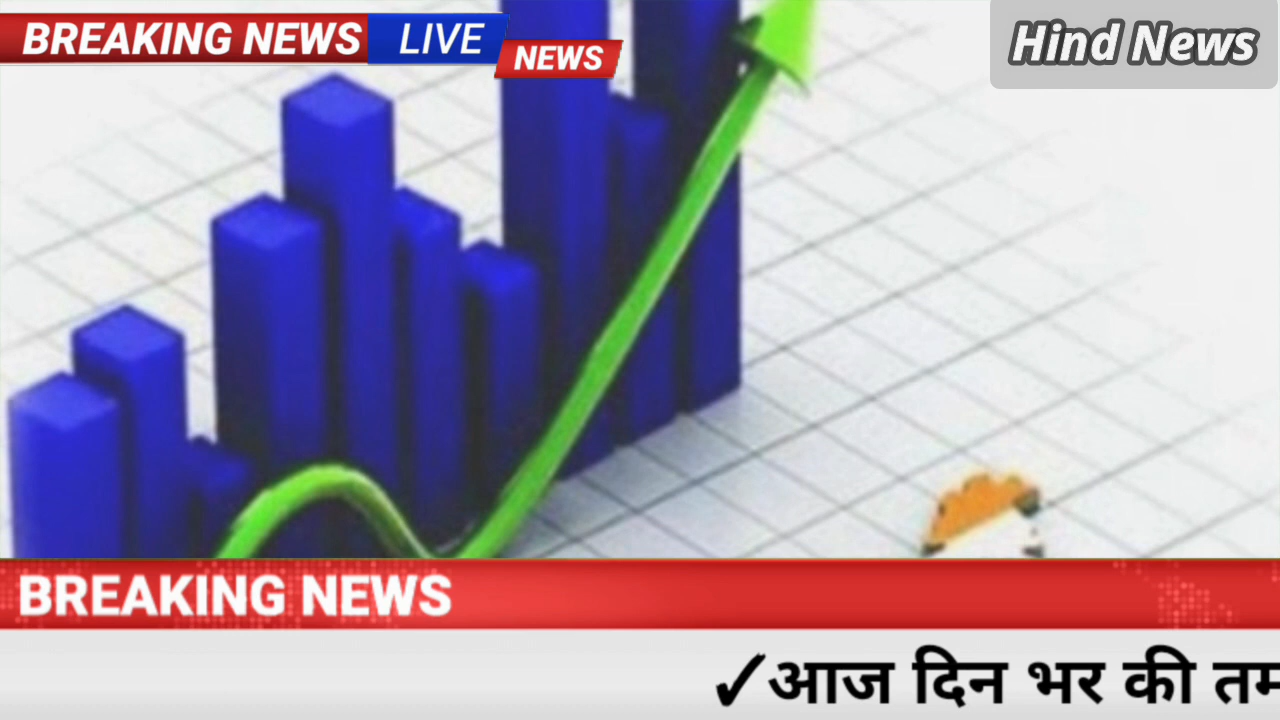 BREAKING NEWS LIVE
NEWS
Hind News
BREAKING NEWS
✓आज दिन भर की